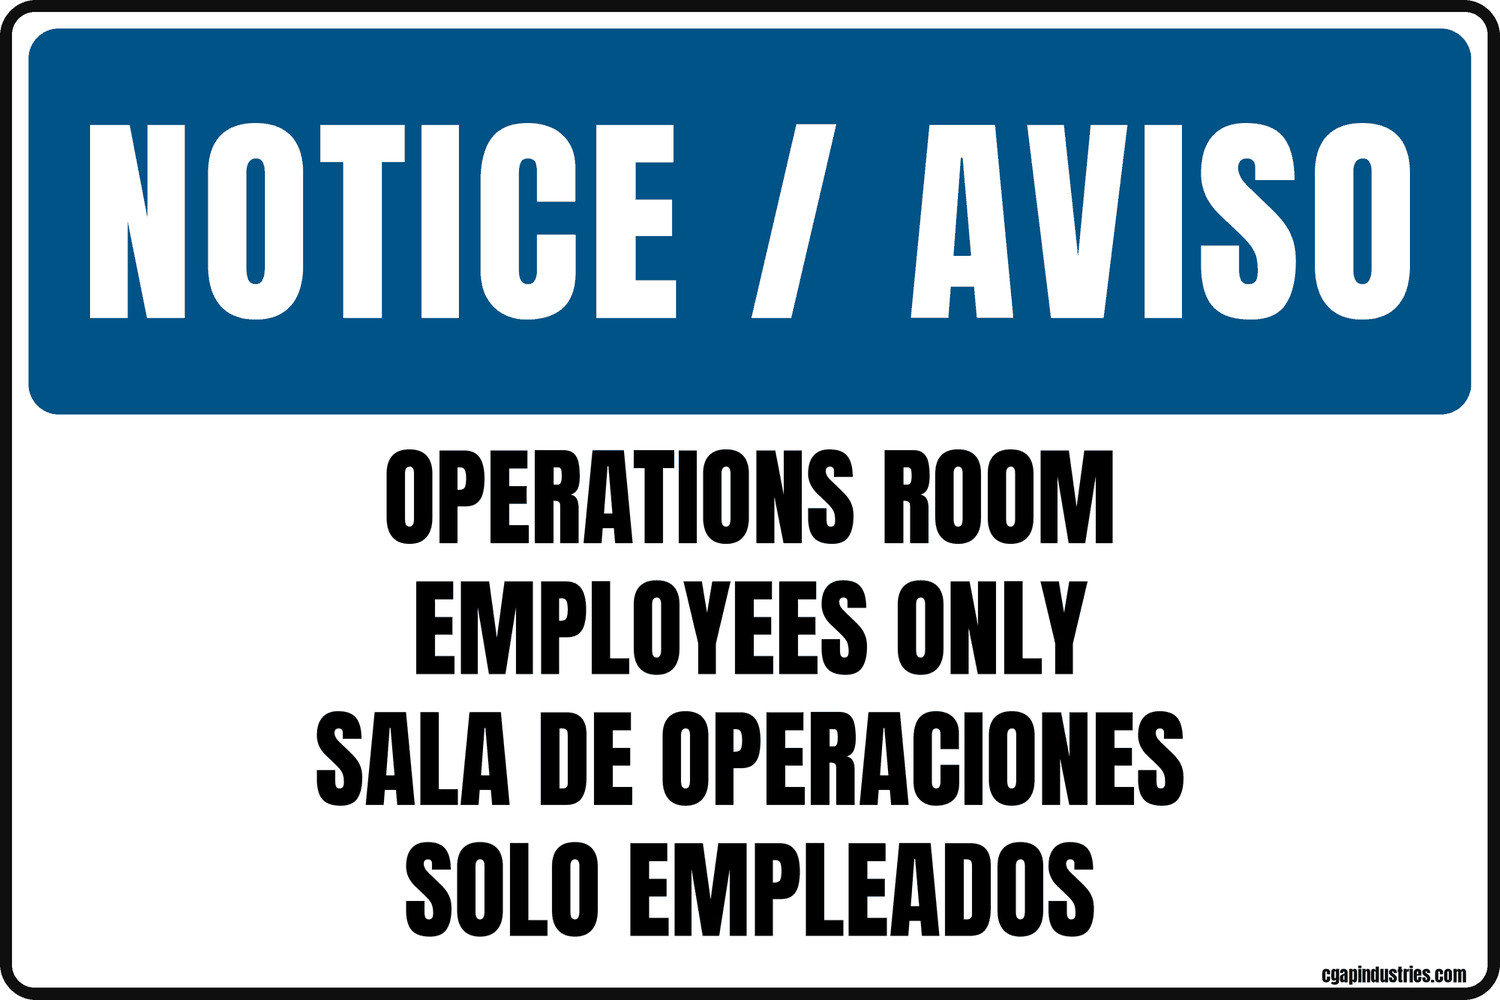 NOTICE / AVISO
OPERATIONS ROOM
EMPLOYEES ONLY
SALA DE OPERACIONES
SOLO EMPLEADOS
cgapindustries.com